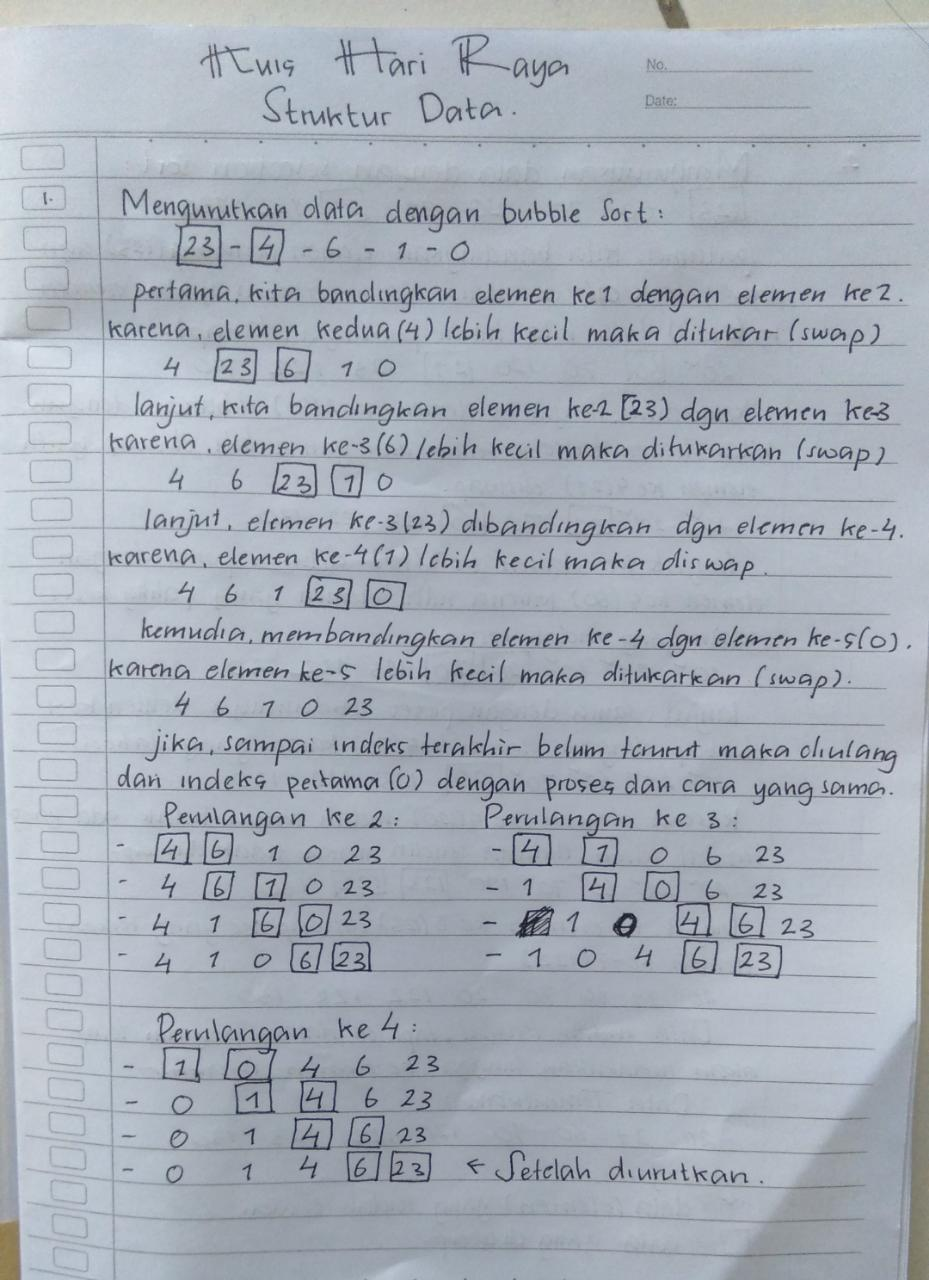 Kuis Hari Raya
Struktur Data.
No.
Date:
1.
Mengurutkan data dengan bubble sort:
23 - 4 - 6 - 1 - 0
pertama, kita bandingkan elemen ke 1 dengan elemen ke 2.
karena, elemen kedua (4) lebih kecil maka ditukar (swap)
4 23 6 1 0
lanjut, kita bandingkan elemen ke-2 (23) dgn elemen ke-3
karena, elemen ke-3 (6) lebih kecil maka ditukarkan (swap)
4 6 23 1 0
lanjut, elemen ke-3 (23) dibandingkan dgn elemen ke-4.
karena, elemen ke-4 (1) lebih kecil maka diswap.
4 6 1 23 0
kemudia, membandingkan elemen ke-4 dgn elemen ke-5 (0).
karena elemen ke-5 lebih kecil maka ditukarkan (swap).
4 6 1 0 23
jika, sampai indeks terakhir belum terurut maka diulang
dan indeks pertama (0) dengan proses dan cara yang sama.
Perulangan ke 2:
- 4 6 1 0 23
- 4 6 1 0 23
- 4 1 6 0 23
- 4 1 0 6 23
Perulangan ke 3:
- 4 1 0 6 23
- 1 4 0 6 23
- 1 0 4 6 23
- 1 0 4 6 23
Perulangan ke 4:
- 1 0 4 6 23
- 0 1 4 6 23
- 0 1 4 6 23
- 0 1 4 6 23 ← Setelah diurutkan.